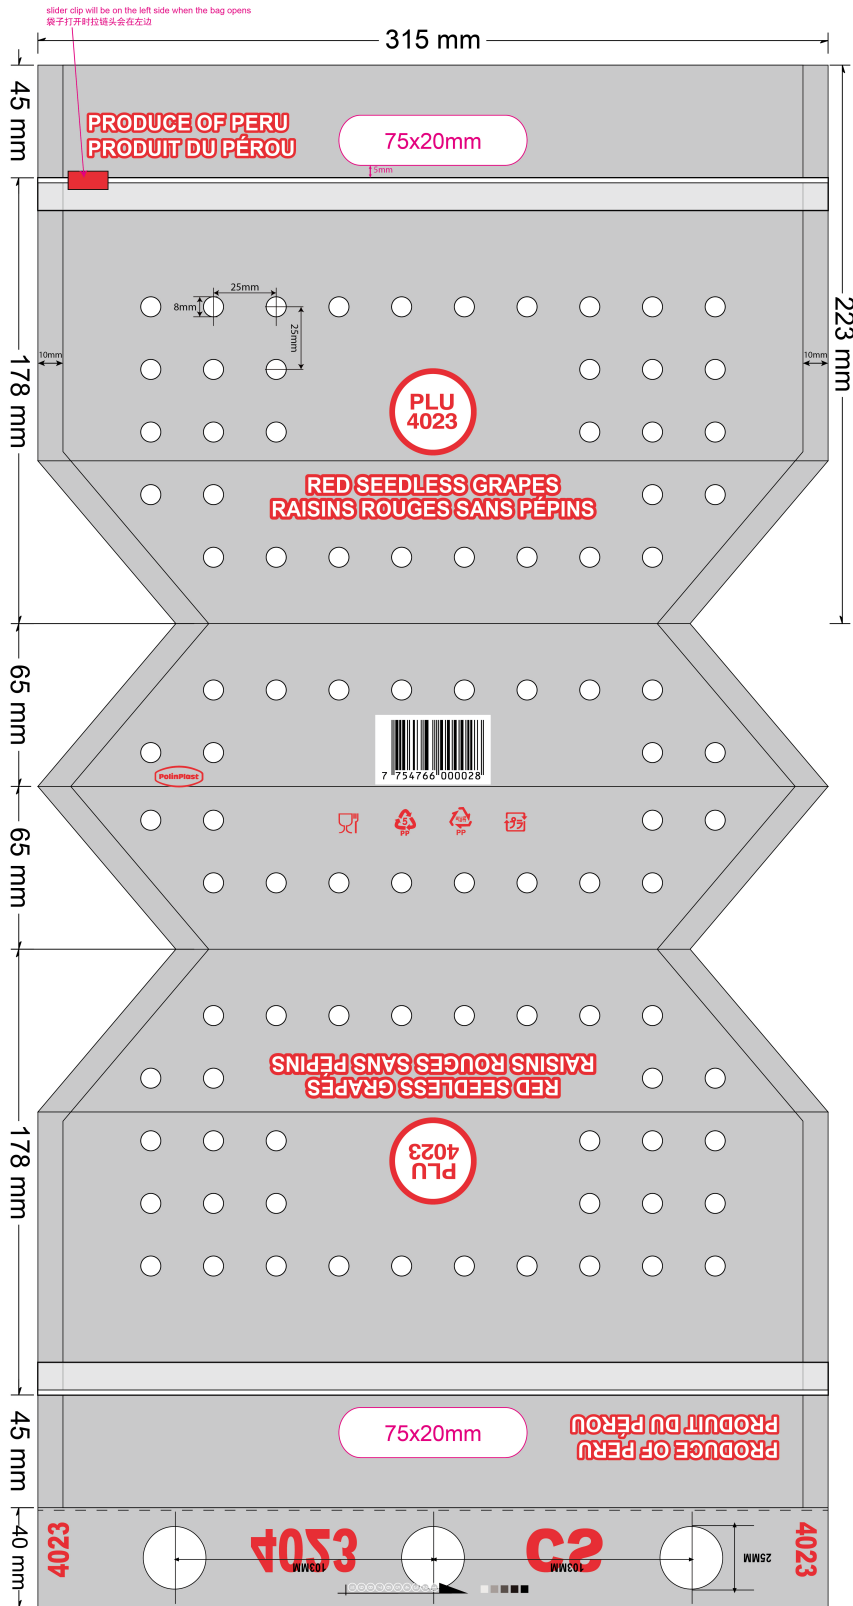 slider clip will be on the left side when the bag opens
袋子打开时拉链头会在左边
315 mm
45 mm
PRODUCE OF PERU
PRODUIT DU PÉROU
75x20mm
5mm
25mm
8mm
25mm
223 mm
10mm
10mm
178 mm
PLU
4023
RED SEEDLESS GRAPES
RAISINS ROUGES SANS PÉPINS
65 mm
7 754766 000028
PolinPlast
65 mm
5
PP
PP
プラ
178 mm
RED SEEDLESS GRAPES
RAISINS ROUGES SANS PÉPINS
PLU
4023
45 mm
75x20mm
PRODUCE OF PERU
PRODUIT DU PÉROU
40 mm
4023
4023
CS
4023
103MM
103MM
25MM